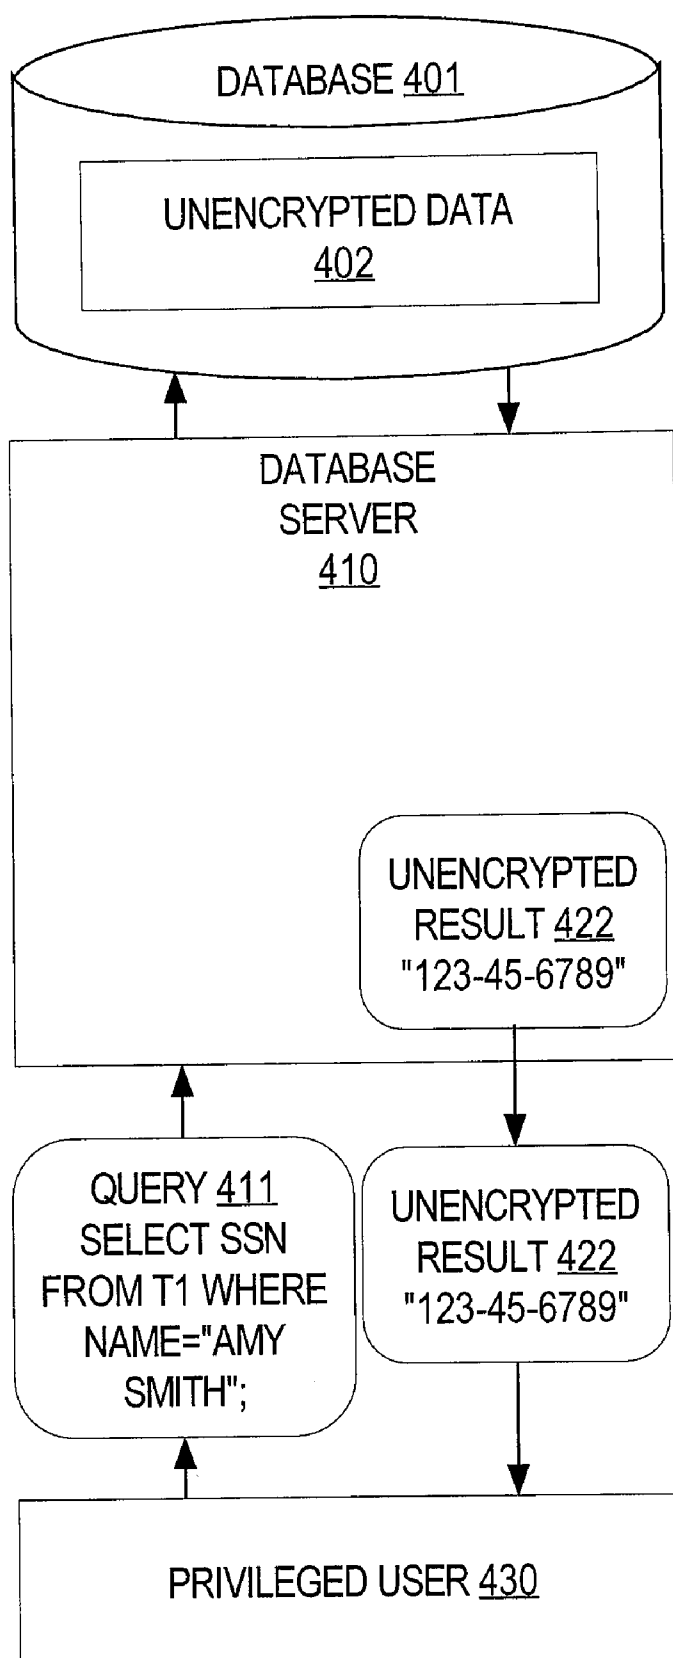 DATABASE 401
UNENCRYPTED DATA
402
DATABASE
SERVER
410
UNENCRYPTED
RESULT 422
"123-45-6789"
QUERY 411
SELECT SSN
FROM T1 WHERE
NAME="AMY
SMITH";
UNENCRYPTED
RESULT 422
"123-45-6789"
PRIVILEGED USER 430